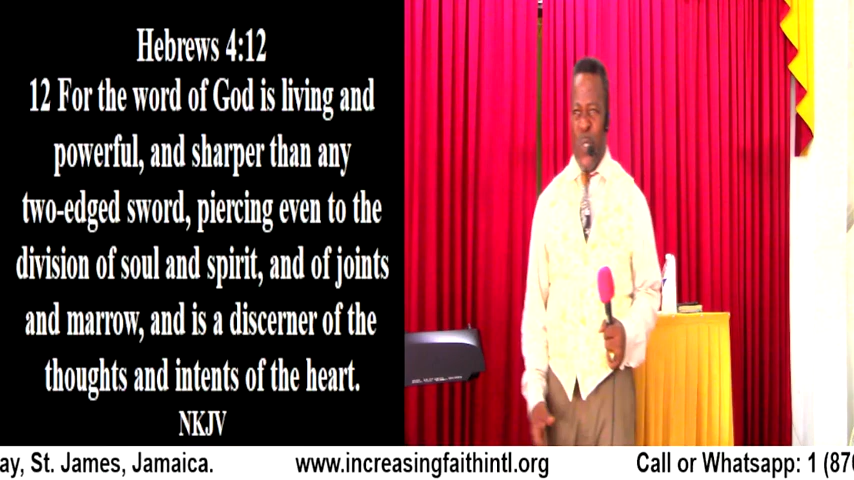 Hebrews 4:12
12 For the word of God is living and
powerful, and sharper than any
two-edged sword, piercing even to the
division of soul and spirit, and of joints
and marrow, and is a discerner of the
thoughts and intents of the heart.
NKJV
ay, St. James, Jamaica. www.increasingfaithintl.org Call or Whatsapp: 1 (876